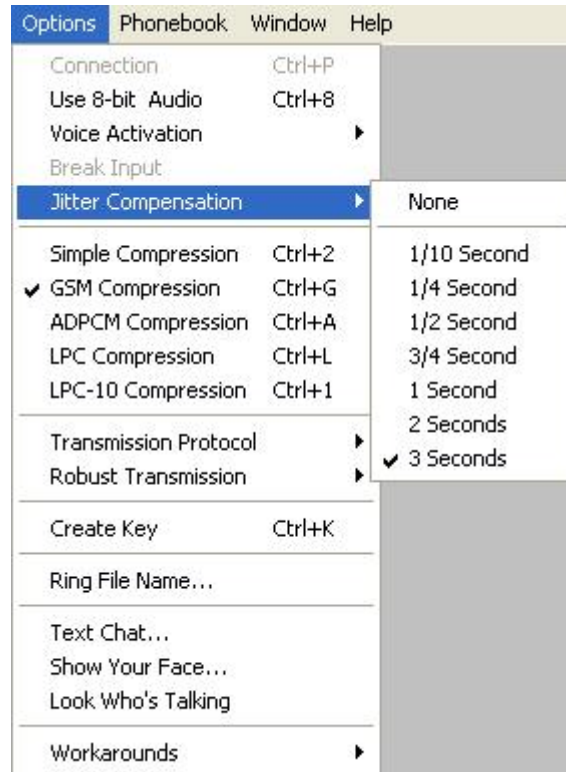 Options Phonebook Window Help
Connection Ctrl+P
Use 8-bit Audio Ctrl+8
Voice Activation
Break Input
Jitter Compensation
None
1/10 Second
1/4 Second
1/2 Second
3/4 Second
1 Second
2 Seconds
3 Seconds
Simple Compression Ctrl+2
GSM Compression Ctrl+G
ADPCM Compression Ctrl+A
LPC Compression Ctrl+L
LPC-10 Compression Ctrl+1
Transmission Protocol
Robust Transmission
Create Key Ctrl+K
Ring File Name...
Text Chat...
Show Your Face...
Look Who's Talking
Workarounds